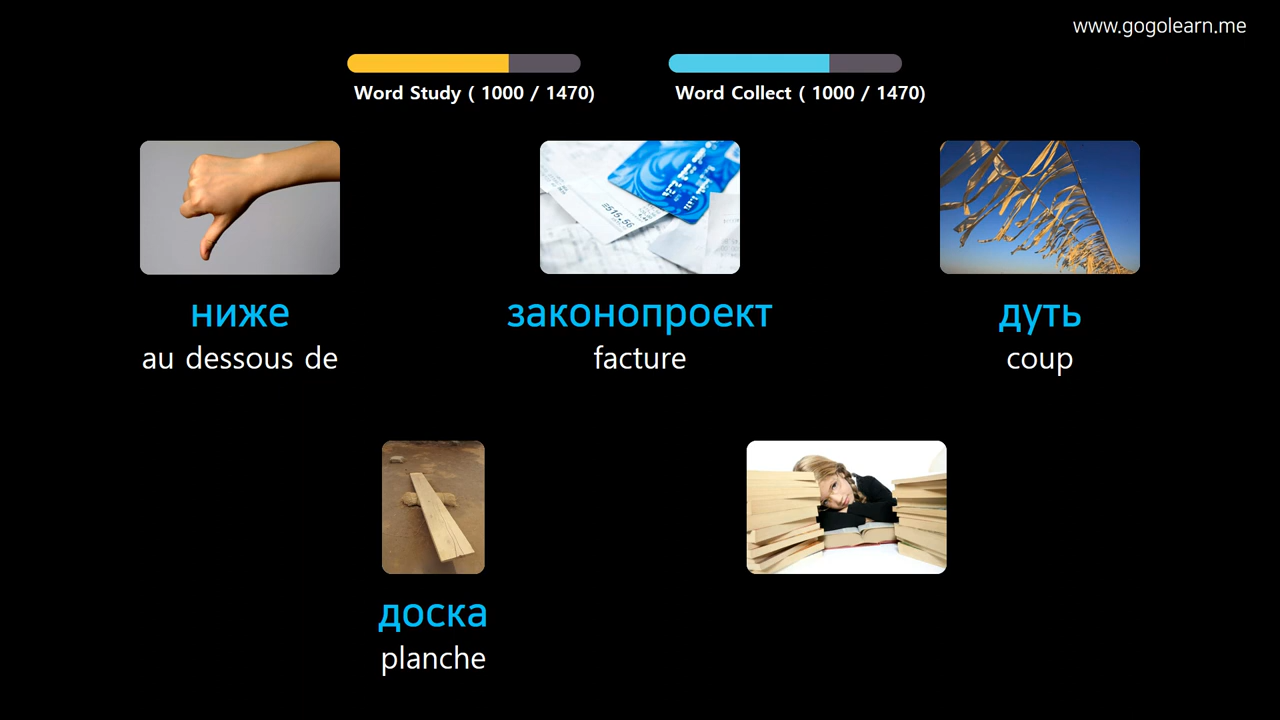 www.gogolearn.me
Word Study ( 1000 / 1470)
Word Collect ( 1000 / 1470)
ниже
au dessous de
законопроект
facture
дуть
coup
доска
planche